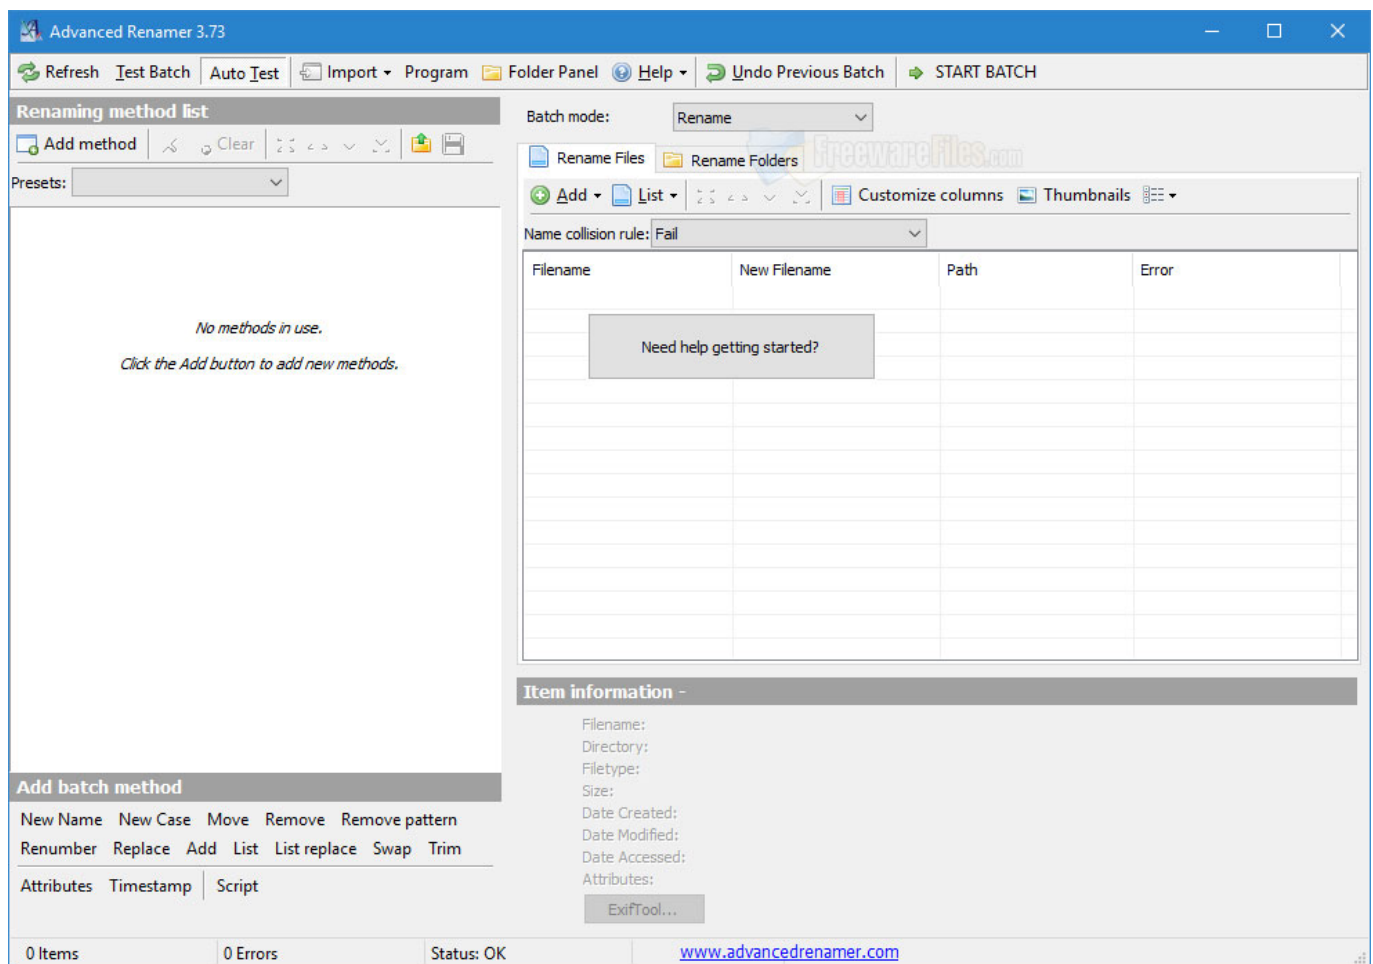 Advanced Renamer 3.73
Refresh Test Batch Auto Test Import Program Folder Panel Help Undo Previous Batch START BATCH
Renaming method list
Add method Clear
Presets:
No methods in use.
Click the Add button to add new methods.
Add batch method
New Name New Case Move Remove Remove pattern
Renumber Replace Add List List replace Swap Trim
Attributes Timestamp Script
Batch mode: Rename
FreewareFiles.com
Rename Files Rename Folders
Add List Customize columns Thumbnails
Name collision rule: Fail
Filename New Filename Path Error
Need help getting started?
Item information -
Filename:
Directory:
Filetype:
Size:
Date Created:
Date Modified:
Date Accessed:
Attributes:
ExifTool...
0 Items 0 Errors Status: OK www.advancedrenamer.com